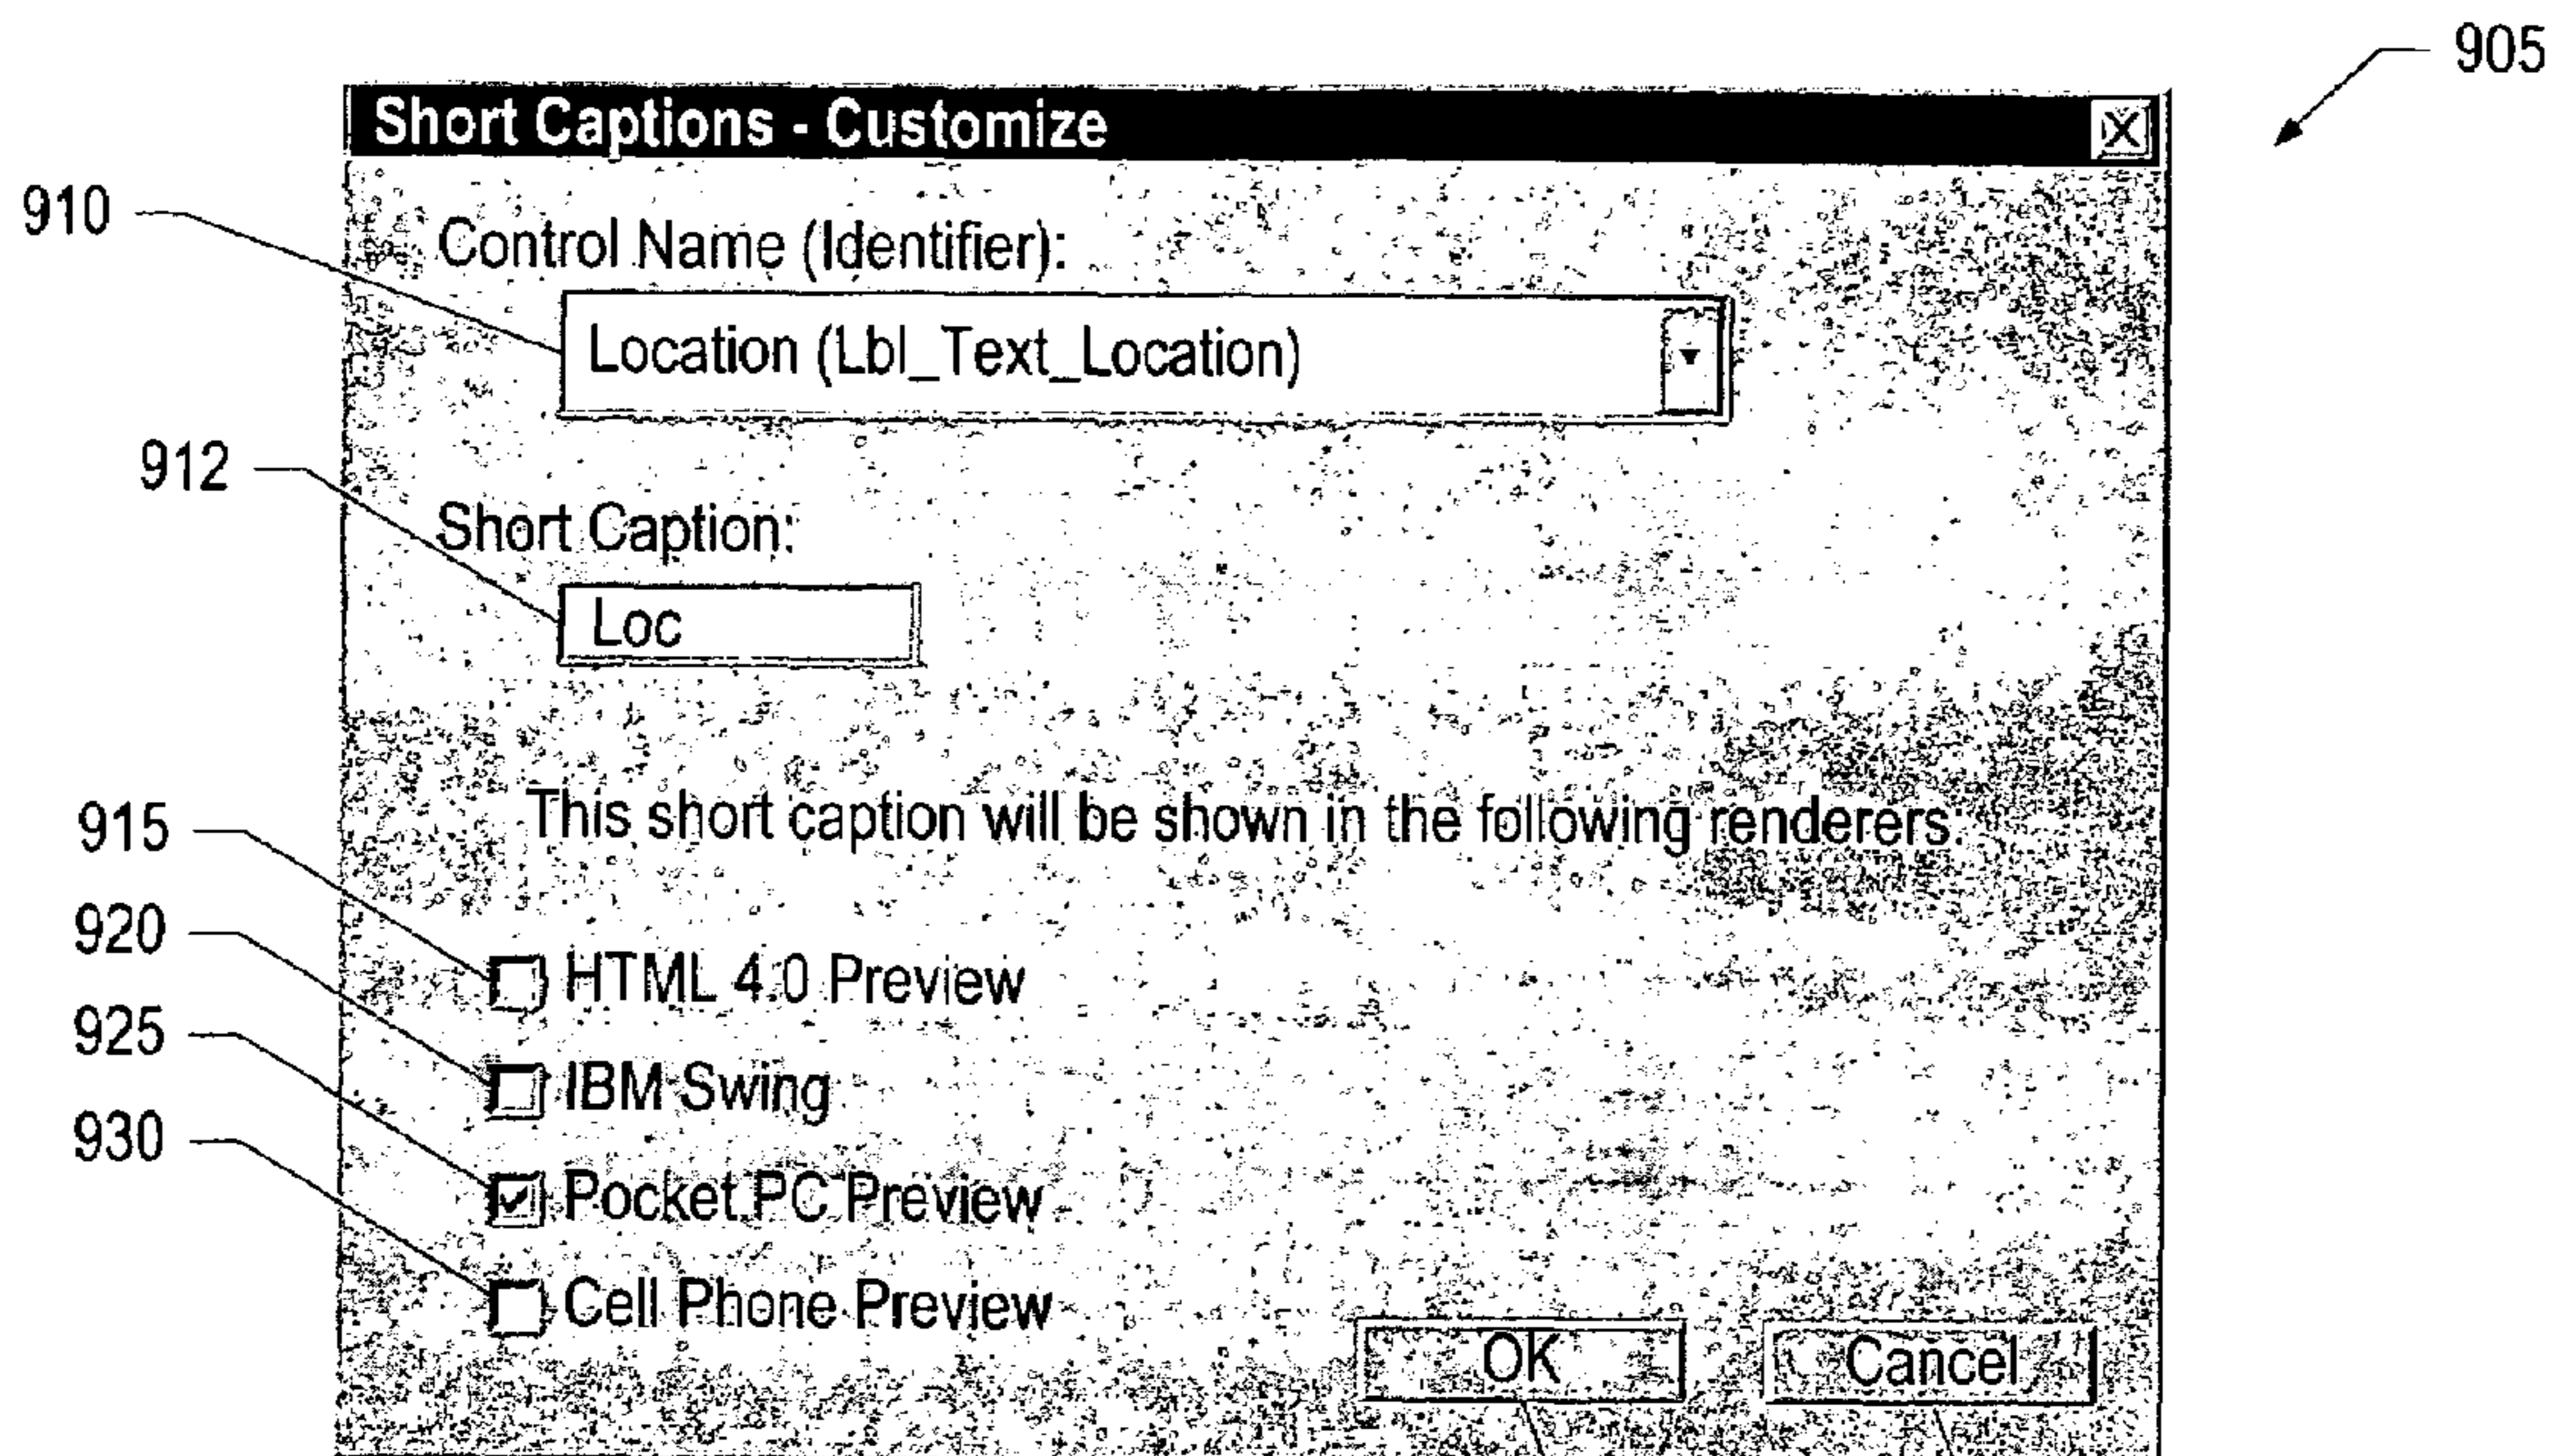 905
Short Captions - Customize
910
Control Name (Identifier):
Location (Lbl_Text_Location)
912
Short Caption:
Loc
This short caption will be shown in the following renderers:
915
920
HTML 4.0 Preview
925
IBM Swing
930
Pocket PC Preview
Cell Phone Preview
OK Cancel